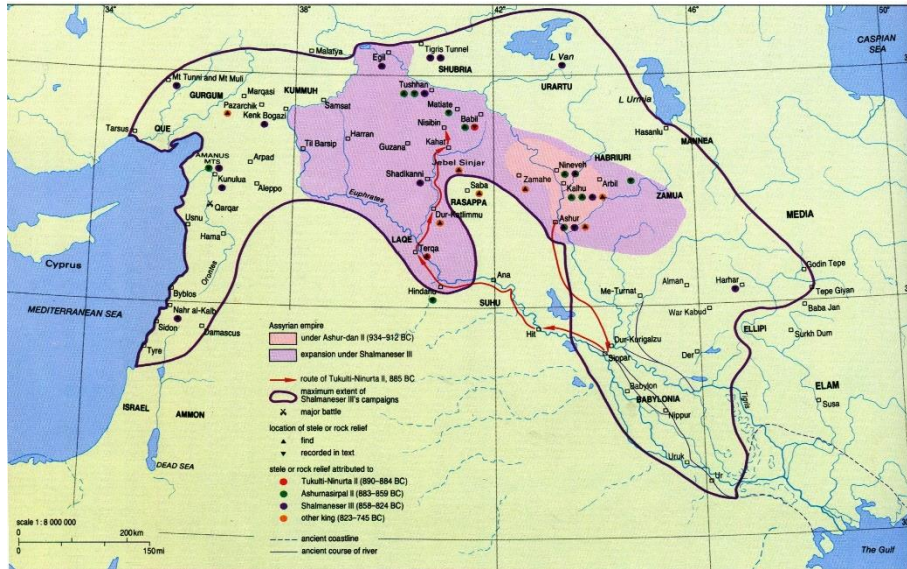 34°
38
42
46
50°
CASPIAN
SEA
Malatya
Egil
Tigris Tunnel
SHUBRIA
L Van
URARTU
Mt Tunni and Mt Muli
GURGUM
Marqasi
KUMMUH
Pazarchik
Kenk Bogazi
Samsat
Tushhan
Matiate
Babil
Nisibin
L Urmia
Hasanlu
MANNEA
Tarsus
QUE
Til Barsip
Harran
Guzana
Kahat
Jebel Sinjar
Nineveh
HABRIURI
AMANUS
MTS
Arpad
Kunulua
Aleppo
Shadikanni
Saba
RASAPPA
Zamahe
Kalhu
Arbil
ZAMUA
Euphrates
Dur-Katlimmu
Ashur
MEDIA
Usnu
Qarqar
Hama
LAQE
Terqa
Cyprus
Orontes
Hindanu
Ana
SUHU
Me-Turnat
Alman
Harhar
Godin Tepe
Tepe Giyan
Byblos
MEDITERRANEAN SEA
Nahr al-Kalb
War Kabud
Baba Jan
Sidon
Damascus
Hit
Dur-Karigalzu
ELLIPI
Surkh Dum
Tyre
Sippar
Der
ISRAEL
AMMON
Babylon
BABYLONIA
Nippur
Tigris
ELAM
Susa
DEAD SEA
Uruk
Ur
The Gulf
Assyrian empire
under Ashur-dan II (934–912 BC)
expansion under Shalmaneser III
route of Tukulti-Ninurta II, 885 BC
maximum extent of
Shalmaneser III's campaigns
major battle
location of stele or rock relief
find
recorded in text
stele or rock relief attributed to
Tukulti-Ninurta II (890–884 BC)
Ashurnasirpal II (883–859 BC)
Shalmaneser III (858–824 BC)
other king (823–745 BC)
ancient coastline
ancient course of river
scale 1: 8 000 000
0 200km
0 150mi